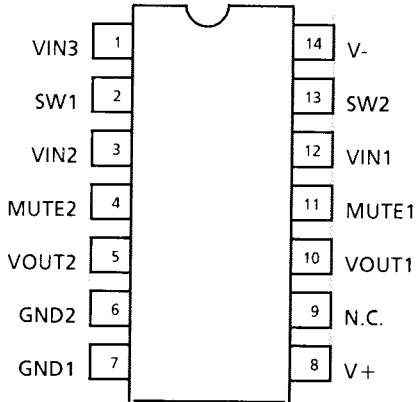 VIN3 1 14 V-
SW1 2 13 SW2
VIN2 3 12 VIN1
MUTE2 4 11 MUTE1
VOUT2 5 10 VOUT1
GND2 6 9 N.C.
GND1 7 8 V+